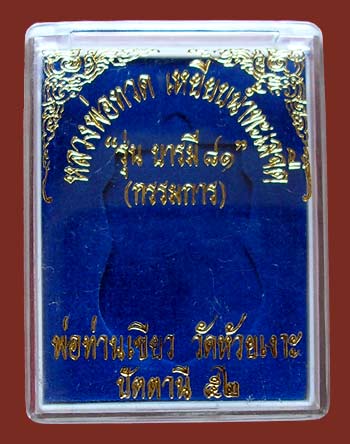 หลวงพ่อทวด เหยียบน้ำทะเลจืด
“รุ่น บารมี ๘๑”
(กรรมการ)
พ่อท่านเขียว วัดห้วยเงาะ
ปัตตานี ๕๒